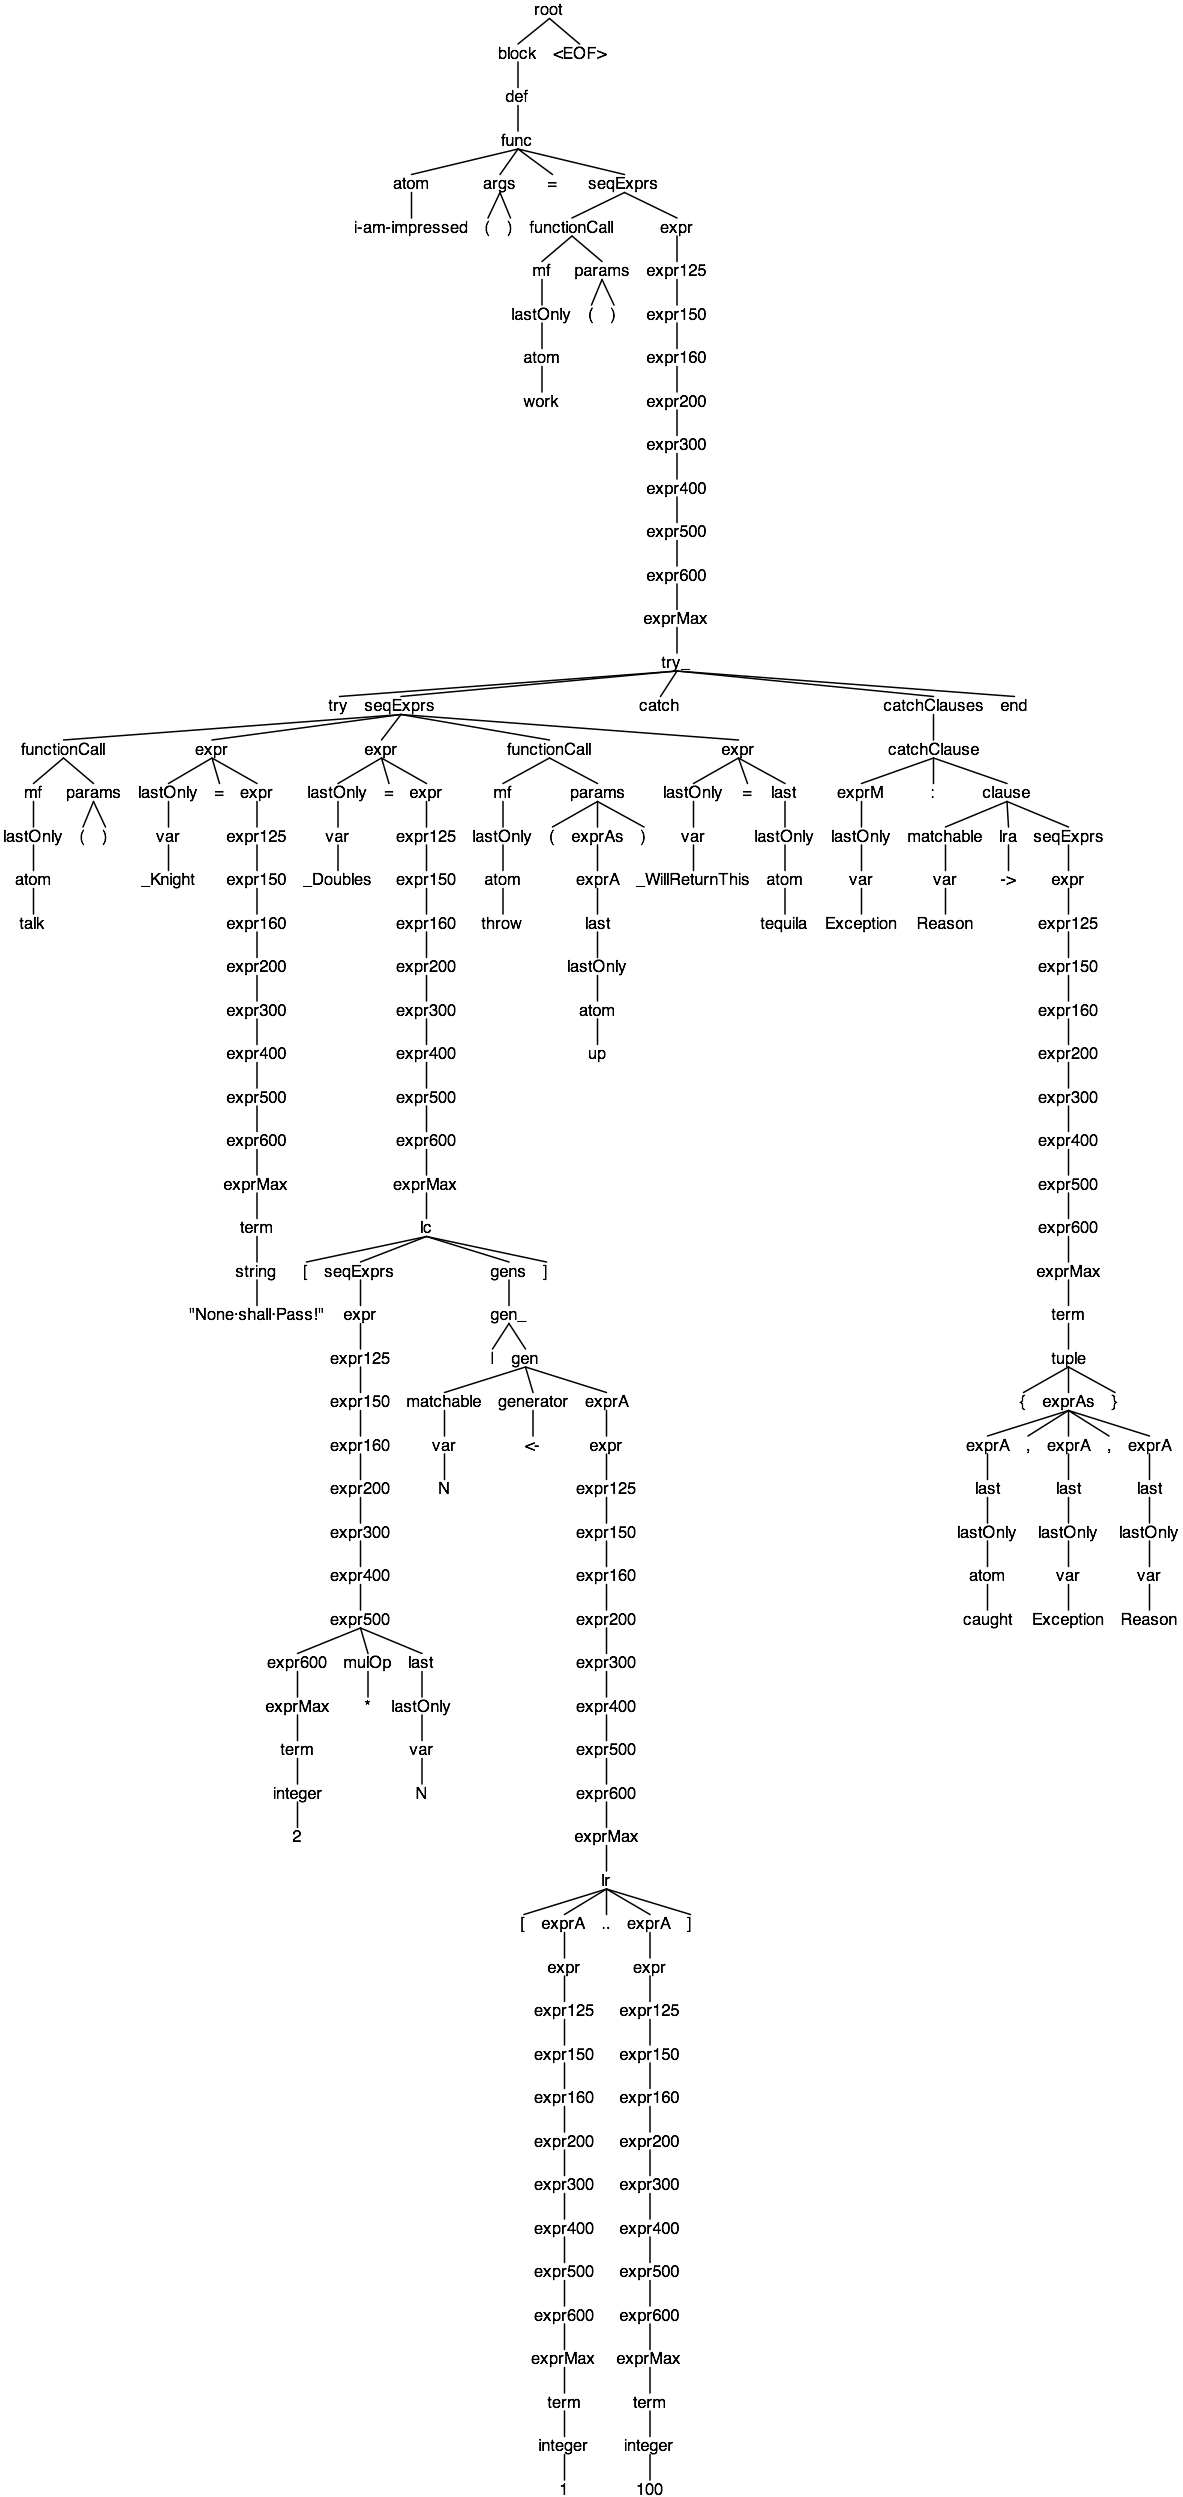 root
block <EOF>
def
func
atom args = seqExprs
i-am-impressed ( ) functionCall expr
mf params expr125
lastOnly ( ) expr150
atom expr160
work expr200
expr300
expr400
expr500
expr600
exprMax
try_
try seqExprs catch catchClauses end
functionCall expr expr functionCall expr catchClause
mf params lastOnly = expr lastOnly = expr mf params lastOnly = last exprM : clause
lastOnly ( ) var expr125 var expr125 lastOnly ( exprAs ) var lastOnly lastOnly matchable lra seqExprs
atom _Knight expr150 _Doubles expr150 atom exprA _WillReturnThis atom var var -> expr
talk expr160 expr160 throw last tequila Exception Reason expr125
expr200 expr200 lastOnly expr150
expr300 expr300 atom expr160
expr400 expr400 up expr200
expr500 expr500 expr300
expr600 expr600 expr400
exprMax exprMax expr500
term lc expr600
string [ seqExprs gens ] exprMax
"None·shall·Pass!" expr gen_ term
expr125 | gen tuple
expr150 matchable generator exprA { exprAs }
expr160 var <- expr exprA , exprA , exprA
expr200 N expr125 last last last
expr300 expr150 lastOnly lastOnly lastOnly
expr400 expr160 atom var var
expr500 expr200 caught Exception Reason
expr600 mulOp last expr300
exprMax * lastOnly expr400
term var expr500
integer N expr600
2 exprMax
lr
[ exprA .. exprA ]
expr expr
expr125 expr125
expr150 expr150
expr160 expr160
expr200 expr200
expr300 expr300
expr400 expr400
expr500 expr500
expr600 expr600
exprMax exprMax
term term
integer integer
1 100